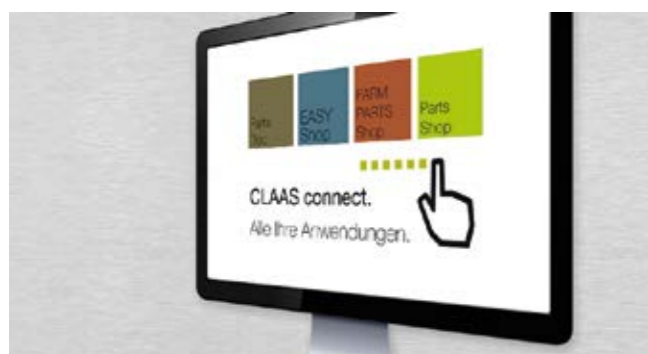 Parts
Doc
EASY
Shop
FARM
PARTS
Shop
Parts
Shop
CLAAS connect.
Alle Ihre Anwendungen.